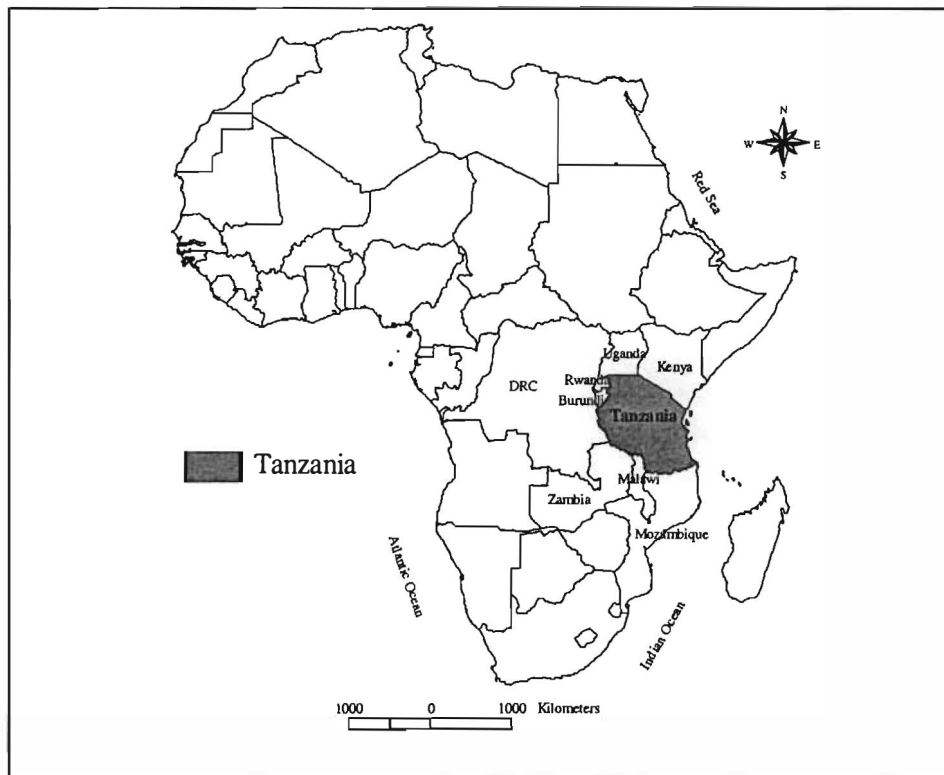 N
W E
S
Red Sea
Uganda
Kenya
DRC
Rwanda
Burundi
Tanzania
Tanzania
Malawi
Zambia
Mozambique
Atlantic Ocean
Indian Ocean
1000 0 1000 Kilometers